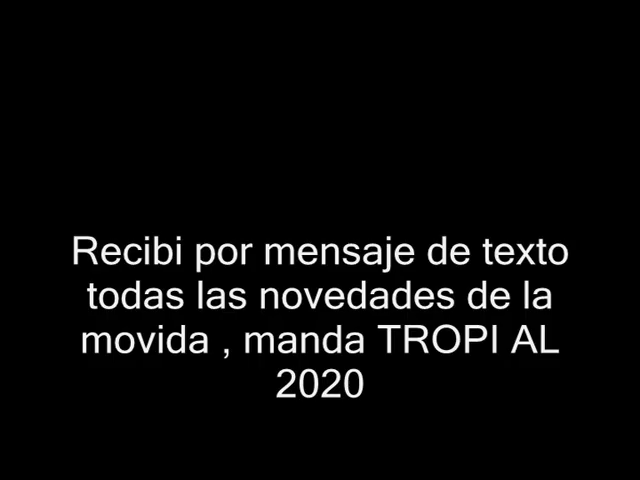 Recibi por mensaje de texto
todas las novedades de la
movida , manda TROPI AL
2020